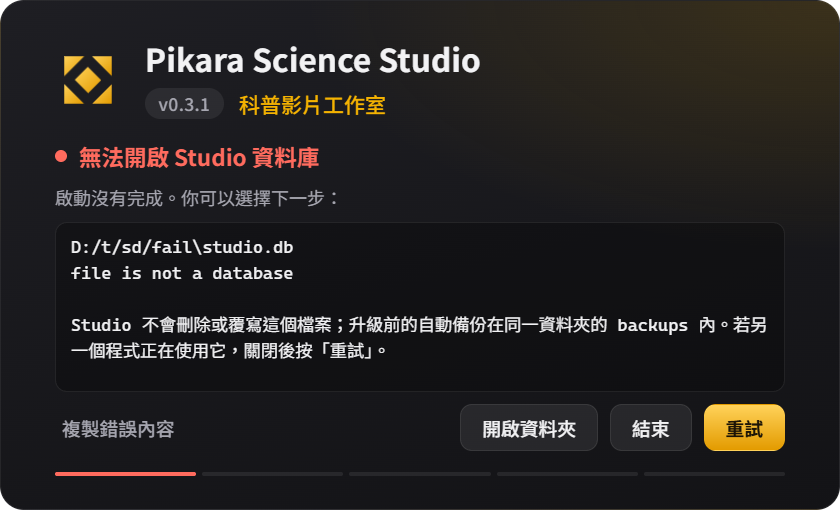 Pikara Science Studio
v0.3.1 科普影片工作室
無法開啟 Studio 資料庫
啟動沒有完成。你可以選擇下一步：
D:/t/sd/fail\studio.db
file is not a database
Studio 不會刪除或覆寫這個檔案；升級前的自動備份在同一資料夾的 backups 內。若另
一個程式正在使用它，關閉後按「重試」。
複製錯誤內容 開啟資料夾 結束 重試